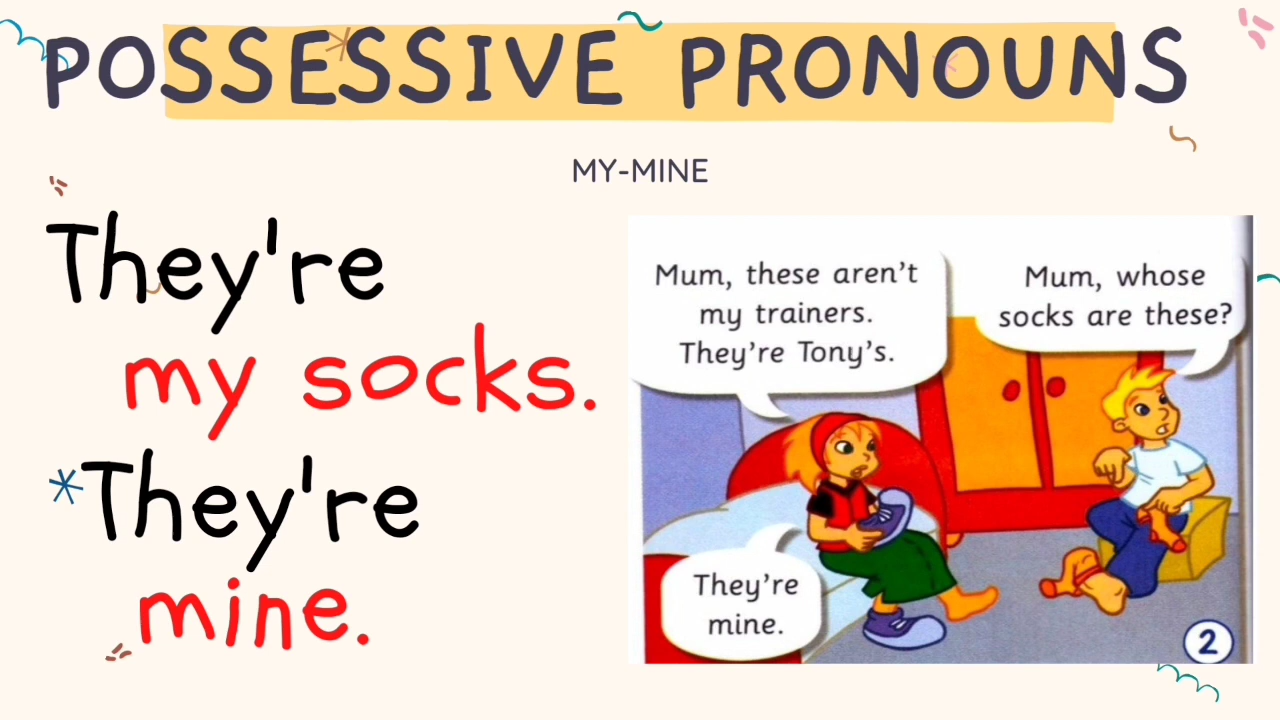 POSSESSIVE PRONOUNS
MY-MINE
They're
my socks.
*They're
mine.
Mum, these aren't
my trainers.
They're Tony's.
Mum, whose
socks are these?
They're
mine.
2